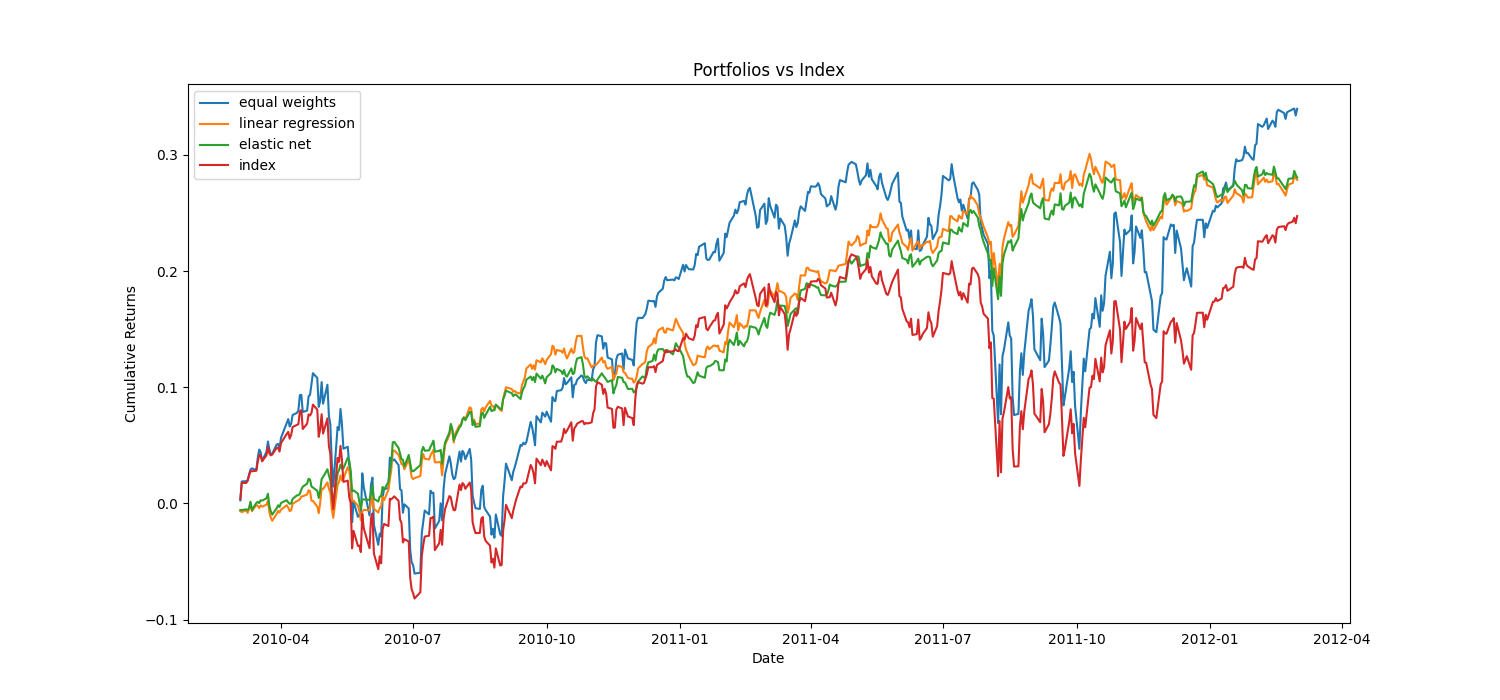 Portfolios vs Index
equal weights
linear regression
elastic net
index
Cumulative Returns
0.3
0.2
0.1
0.0
−0.1
2010-04
2010-07
2010-10
2011-01
2011-04
2011-07
2011-10
2012-01
2012-04
Date